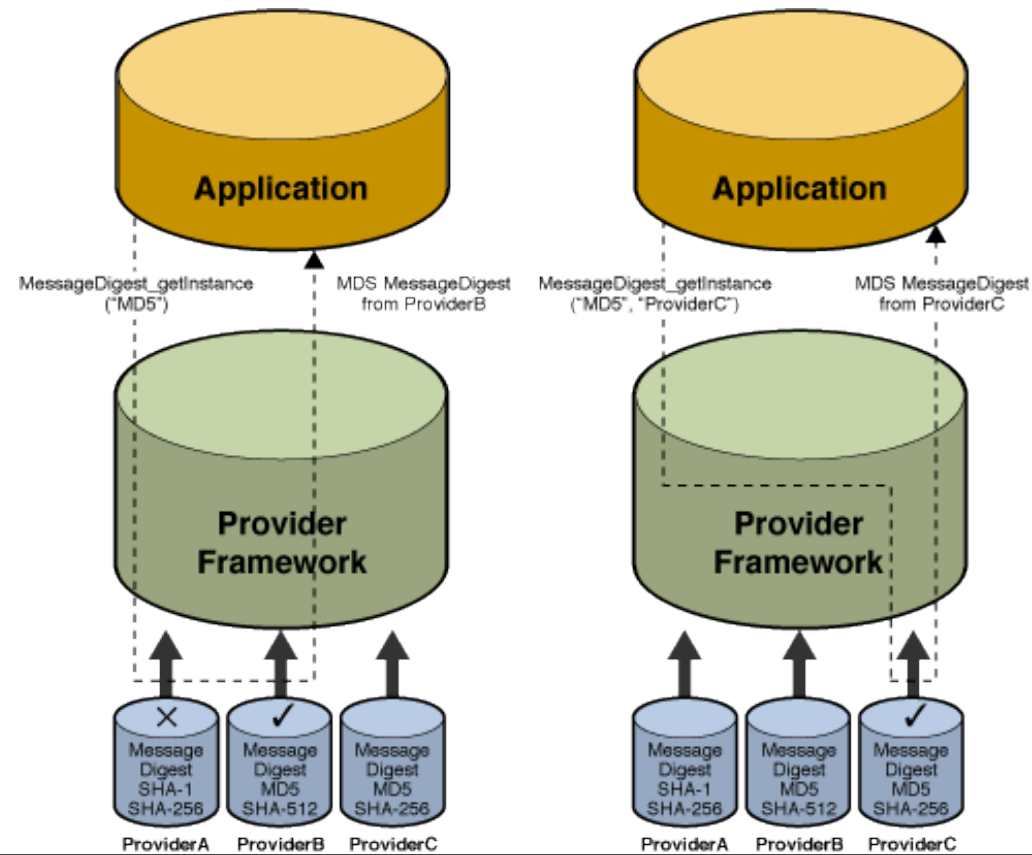 Application
MessageDigest_getInstance
("MD5")
MDS MessageDigest
from ProviderB
Provider
Framework
Message
Digest
SHA-1
SHA-256
ProviderA
Message
Digest
MD5
SHA-512
ProviderB
Message
Digest
MD5
SHA-256
ProviderC
Application
MessageDigest_getInstance
("MD5", "ProviderC")
MDS MessageDigest
from ProviderC
Provider
Framework
Message
Digest
SHA-1
SHA-256
ProviderA
Message
Digest
MD5
SHA-512
ProviderB
Message
Digest
MD5
SHA-256
ProviderC